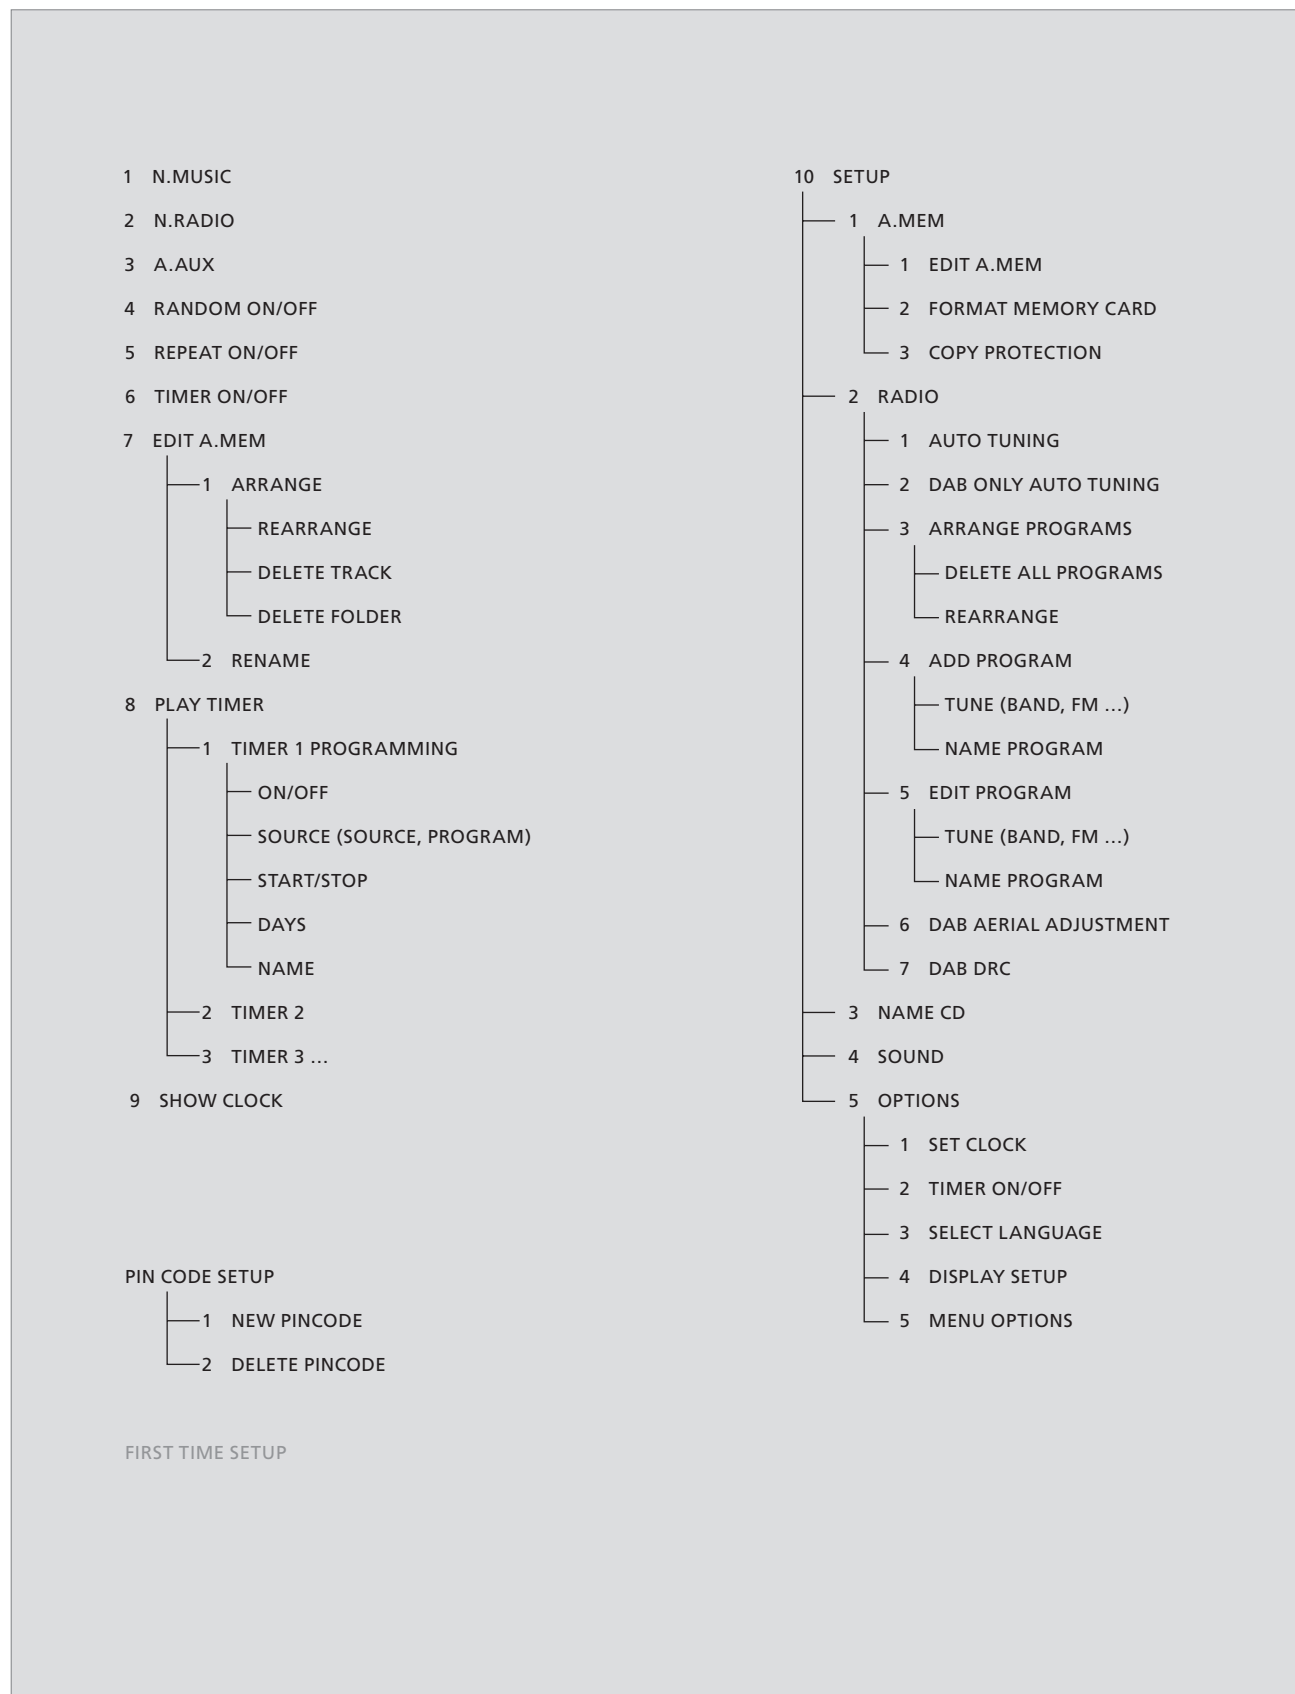 1 N.MUSIC
2 N.RADIO
3 A.AUX
4 RANDOM ON/OFF
5 REPEAT ON/OFF
6 TIMER ON/OFF
7 EDIT A.MEM
1 ARRANGE
REARRANGE
DELETE TRACK
DELETE FOLDER
2 RENAME
8 PLAY TIMER
1 TIMER 1 PROGRAMMING
ON/OFF
SOURCE (SOURCE, PROGRAM)
START/STOP
DAYS
NAME
2 TIMER 2
3 TIMER 3 …
9 SHOW CLOCK
PIN CODE SETUP
1 NEW PINCODE
2 DELETE PINCODE
FIRST TIME SETUP
10 SETUP
1 A.MEM
1 EDIT A.MEM
2 FORMAT MEMORY CARD
3 COPY PROTECTION
2 RADIO
1 AUTO TUNING
2 DAB ONLY AUTO TUNING
3 ARRANGE PROGRAMS
DELETE ALL PROGRAMS
REARRANGE
4 ADD PROGRAM
TUNE (BAND, FM …)
NAME PROGRAM
5 EDIT PROGRAM
TUNE (BAND, FM …)
NAME PROGRAM
6 DAB AERIAL ADJUSTMENT
7 DAB DRC
3 NAME CD
4 SOUND
5 OPTIONS
1 SET CLOCK
2 TIMER ON/OFF
3 SELECT LANGUAGE
4 DISPLAY SETUP
5 MENU OPTIONS